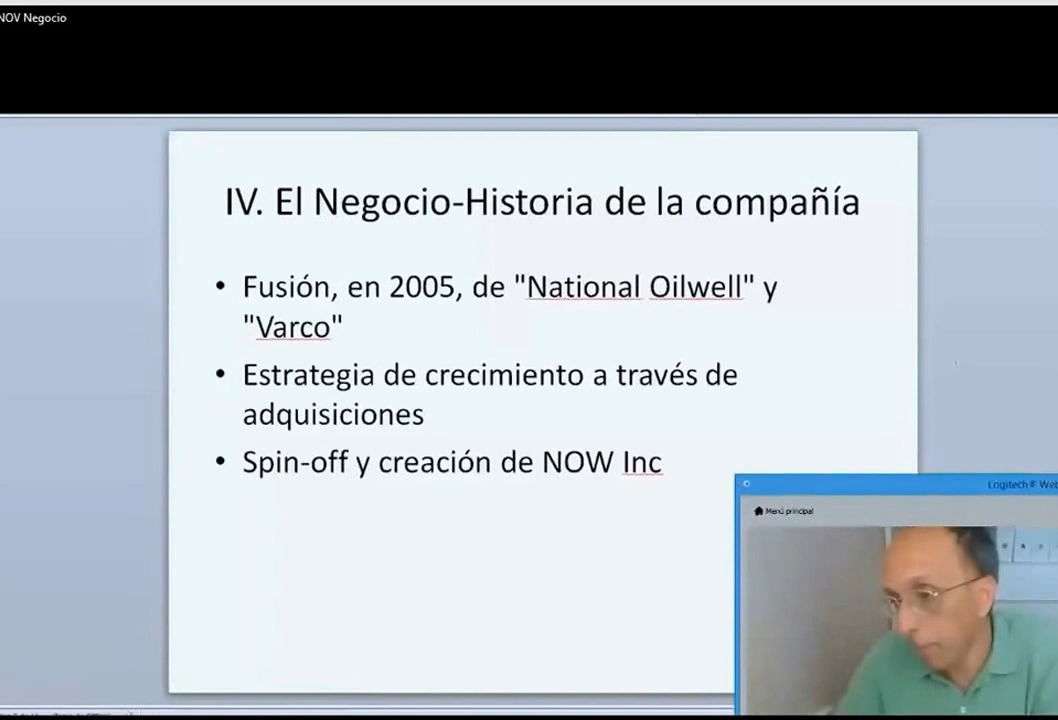 NOV Negocio
IV. El Negocio-Historia de la compañía
• Fusión, en 2005, de "National Oilwell" y
"Varco"
• Estrategia de crecimiento a través de
adquisiciones
• Spin-off y creación de NOW Inc
Logitech® Web
Menú principal